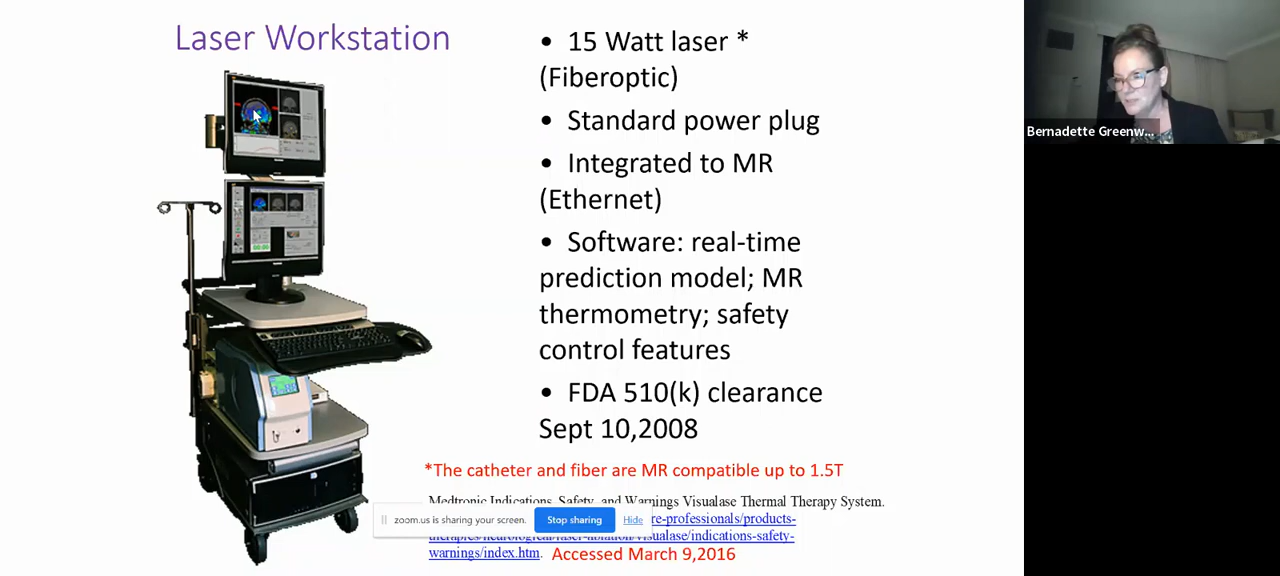 Laser Workstation
• 15 Watt laser *
(Fiberoptic)
• Standard power plug
• Integrated to MR
(Ethernet)
• Software: real-time
prediction model; MR
thermometry; safety
control features
• FDA 510(k) clearance
Sept 10,2008
*The catheter and fiber are MR compatible up to 1.5T
Medtronic Indications, Safety, and Warnings Visualase Thermal Therapy System.
re-professionals/products-
therapies/neurological/laser-ablation/visualase/indications-safety-
warnings/index.htm. Accessed March 9,2016
zoom.us is sharing your screen. Stop sharing Hide
Bernadette Greenw...